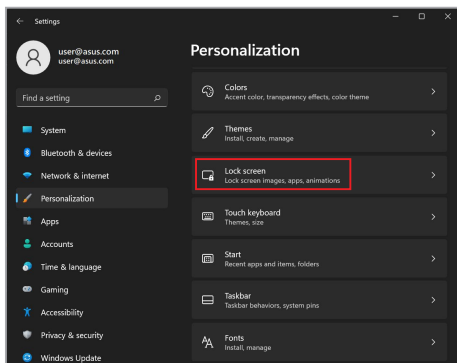 Settings
user@asus.com
user@asus.com
Find a setting
System
Bluetooth & devices
Network & internet
Personalization
Apps
Accounts
Time & language
Gaming
Accessibility
Privacy & security
Windows Update
Personalization
Colors
Accent color, transparency effects, color theme
Themes
Install, create, manage
Lock screen
Lock screen images, apps, animations
Touch keyboard
Themes, size
Start
Recent apps and items, folders
Taskbar
Taskbar behaviors, system pins
Fonts
Install, manage